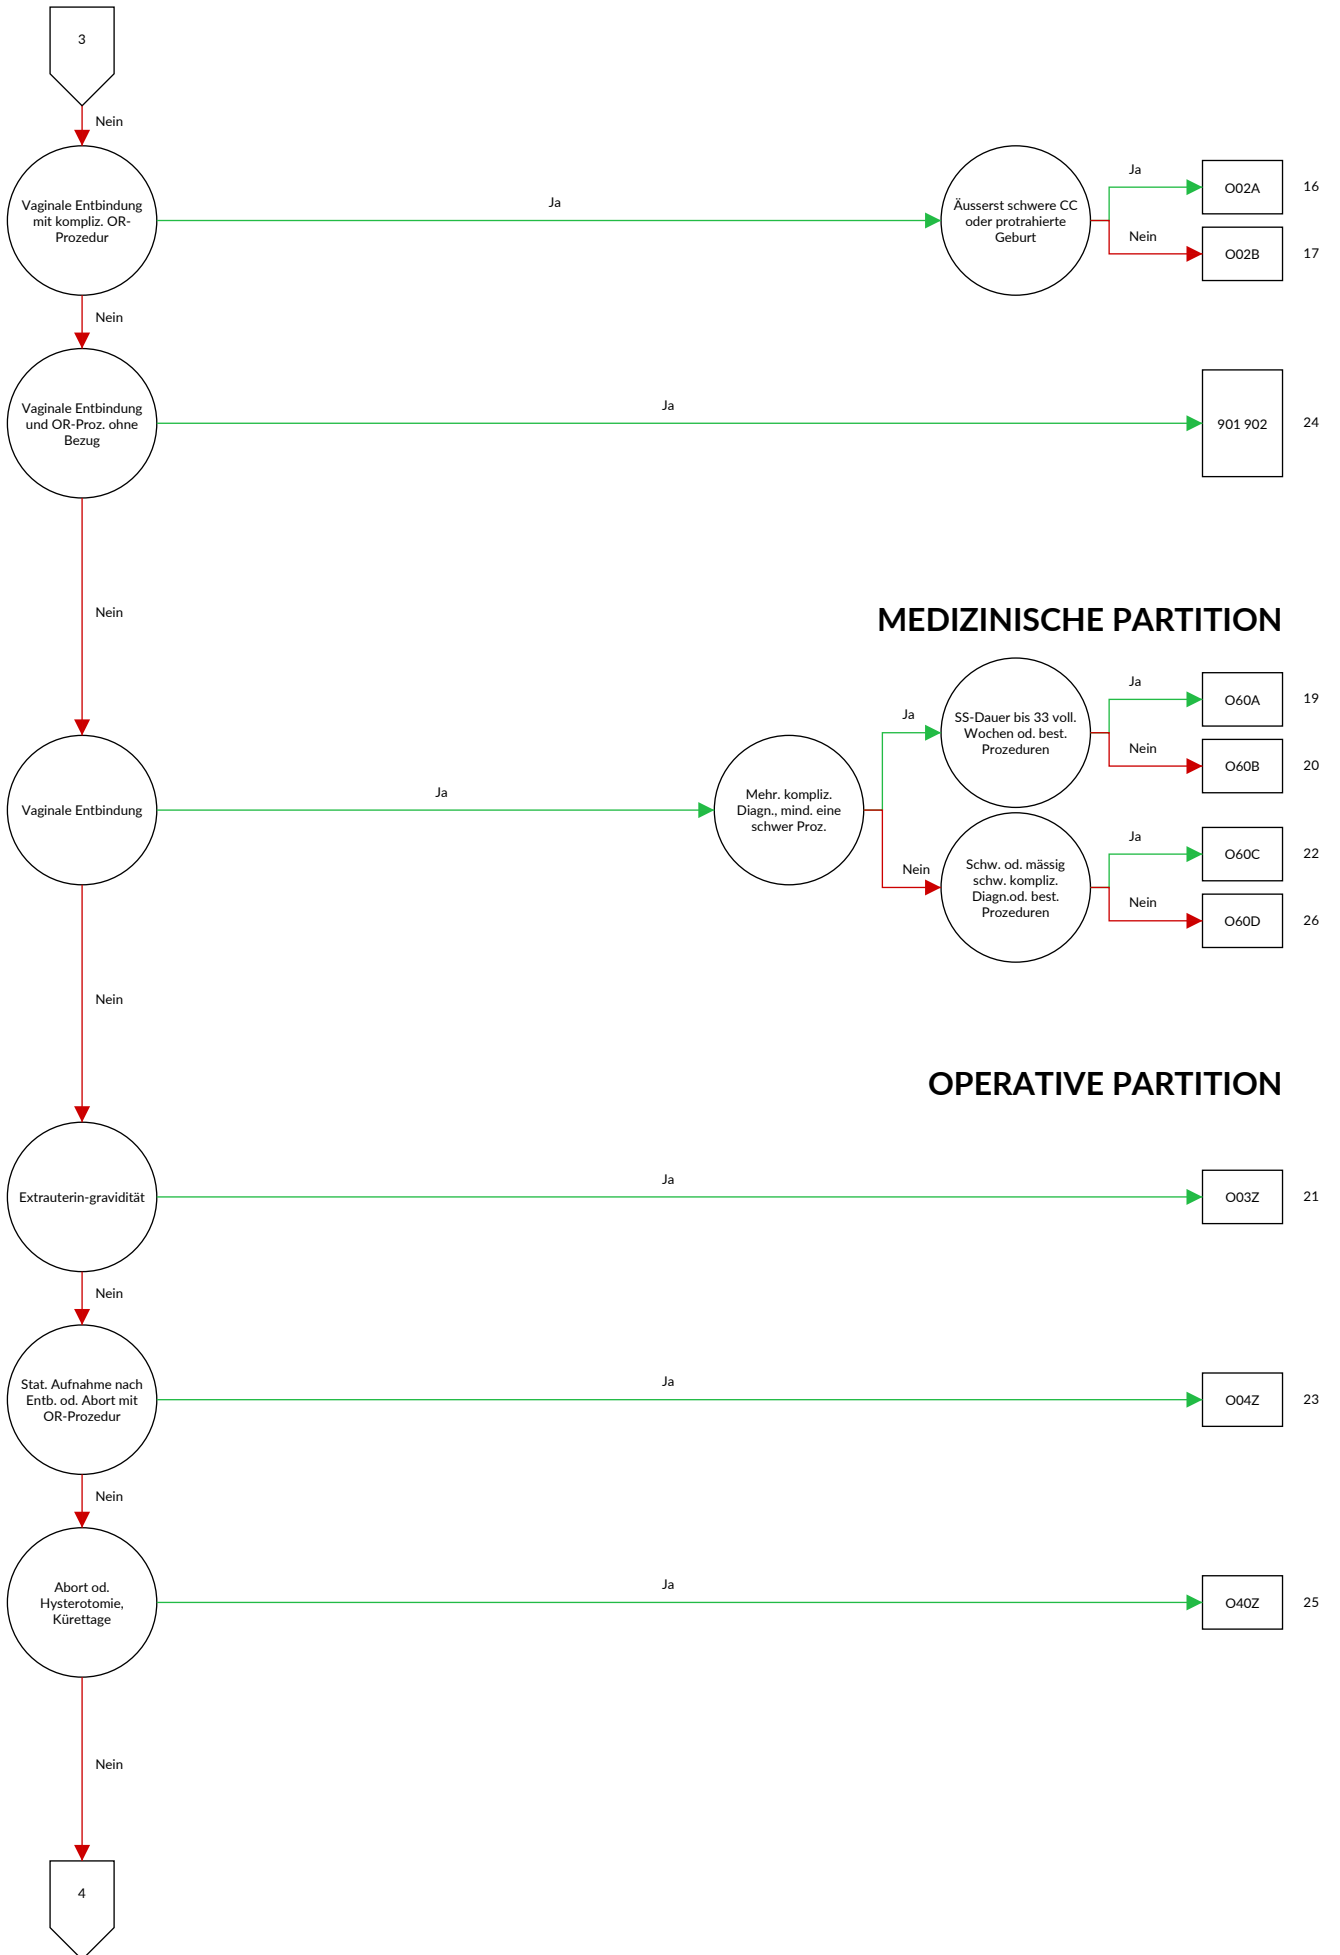 3
Nein
Vaginale Entbindung
mit kompliz. OR-
Prozedur
Ja
Äusserst schwere CC
oder protrahierte
Geburt
Ja
O02A
16
Nein
O02B
17
Nein
Vaginale Entbindung
und OR-Proz. ohne
Bezug
Ja
901 902
24
Nein
MEDIZINISCHE PARTITION
Vaginale Entbindung
Ja
Mehr. kompliz.
Diagn., mind. eine
schwer Proz.
Ja
SS-Dauer bis 33 voll.
Wochen od. best.
Prozeduren
Ja
O60A
19
Nein
O60B
20
Nein
Schw. od. mässig
schw. kompliz.
Diagn.od. best.
Prozeduren
Ja
O60C
22
Nein
O60D
26
Nein
OPERATIVE PARTITION
Extrauterin-gravidität
Ja
O03Z
21
Nein
Stat. Aufnahme nach
Entb. od. Abort mit
OR-Prozedur
Ja
O04Z
23
Nein
Abort od.
Hysterotomie,
Kürettage
Ja
O40Z
25
Nein
4